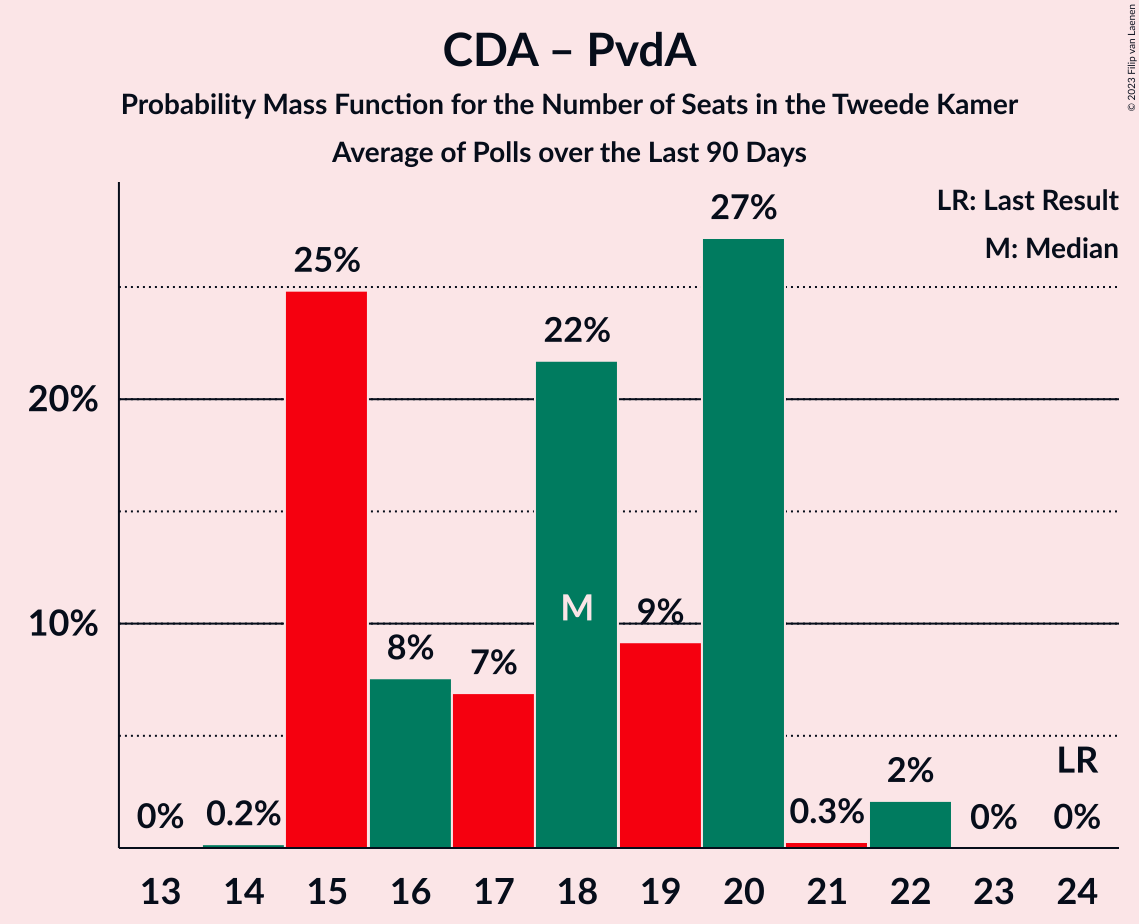 CDA – PvdA
Probability Mass Function for the Number of Seats in the Tweede Kamer
Average of Polls over the Last 90 Days
© 2023 Filip van Laenen
LR: Last Result
M: Median
27%
25%
22%
20%
M
9%
10%
8%
7%
LR
2%
0%
0.2%
0.3%
0%
0%
13 14 15 16 17 18 19 20 21 22 23 24